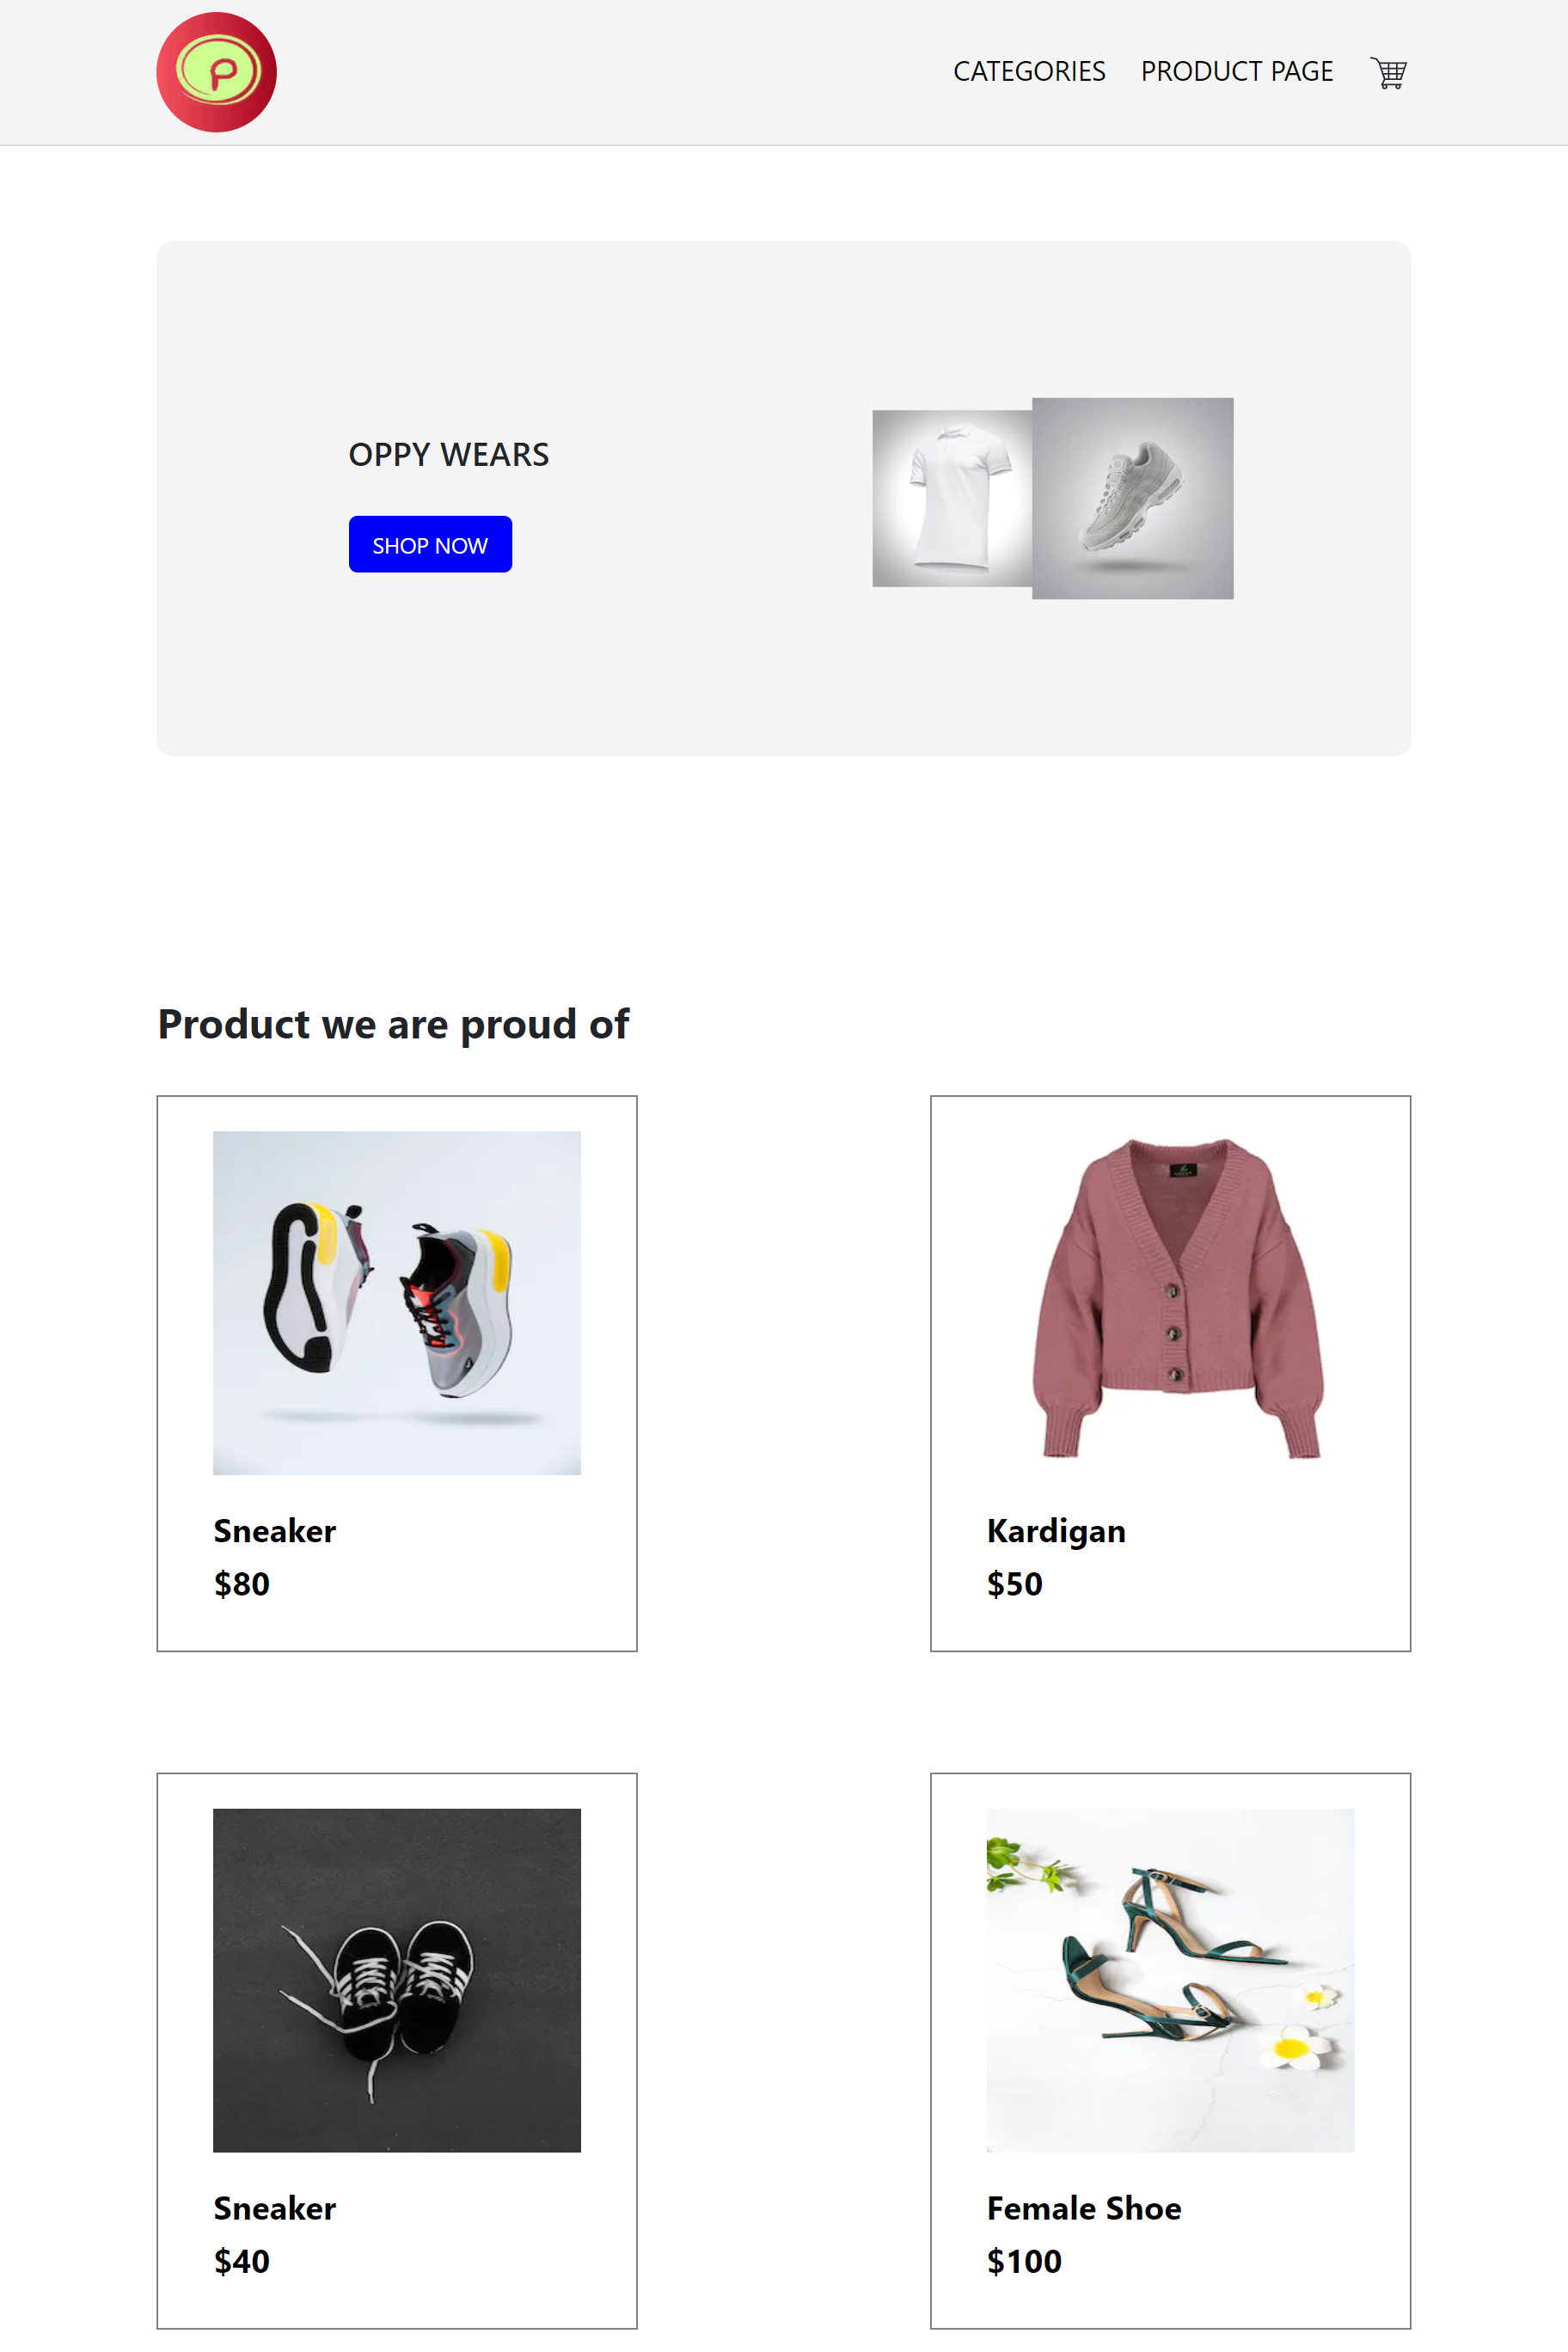 P
CATEGORIES PRODUCT PAGE
OPPY WEARS
SHOP NOW
Product we are proud of
Sneaker
$80
Kardigan
$50
Sneaker
$40
Female Shoe
$100